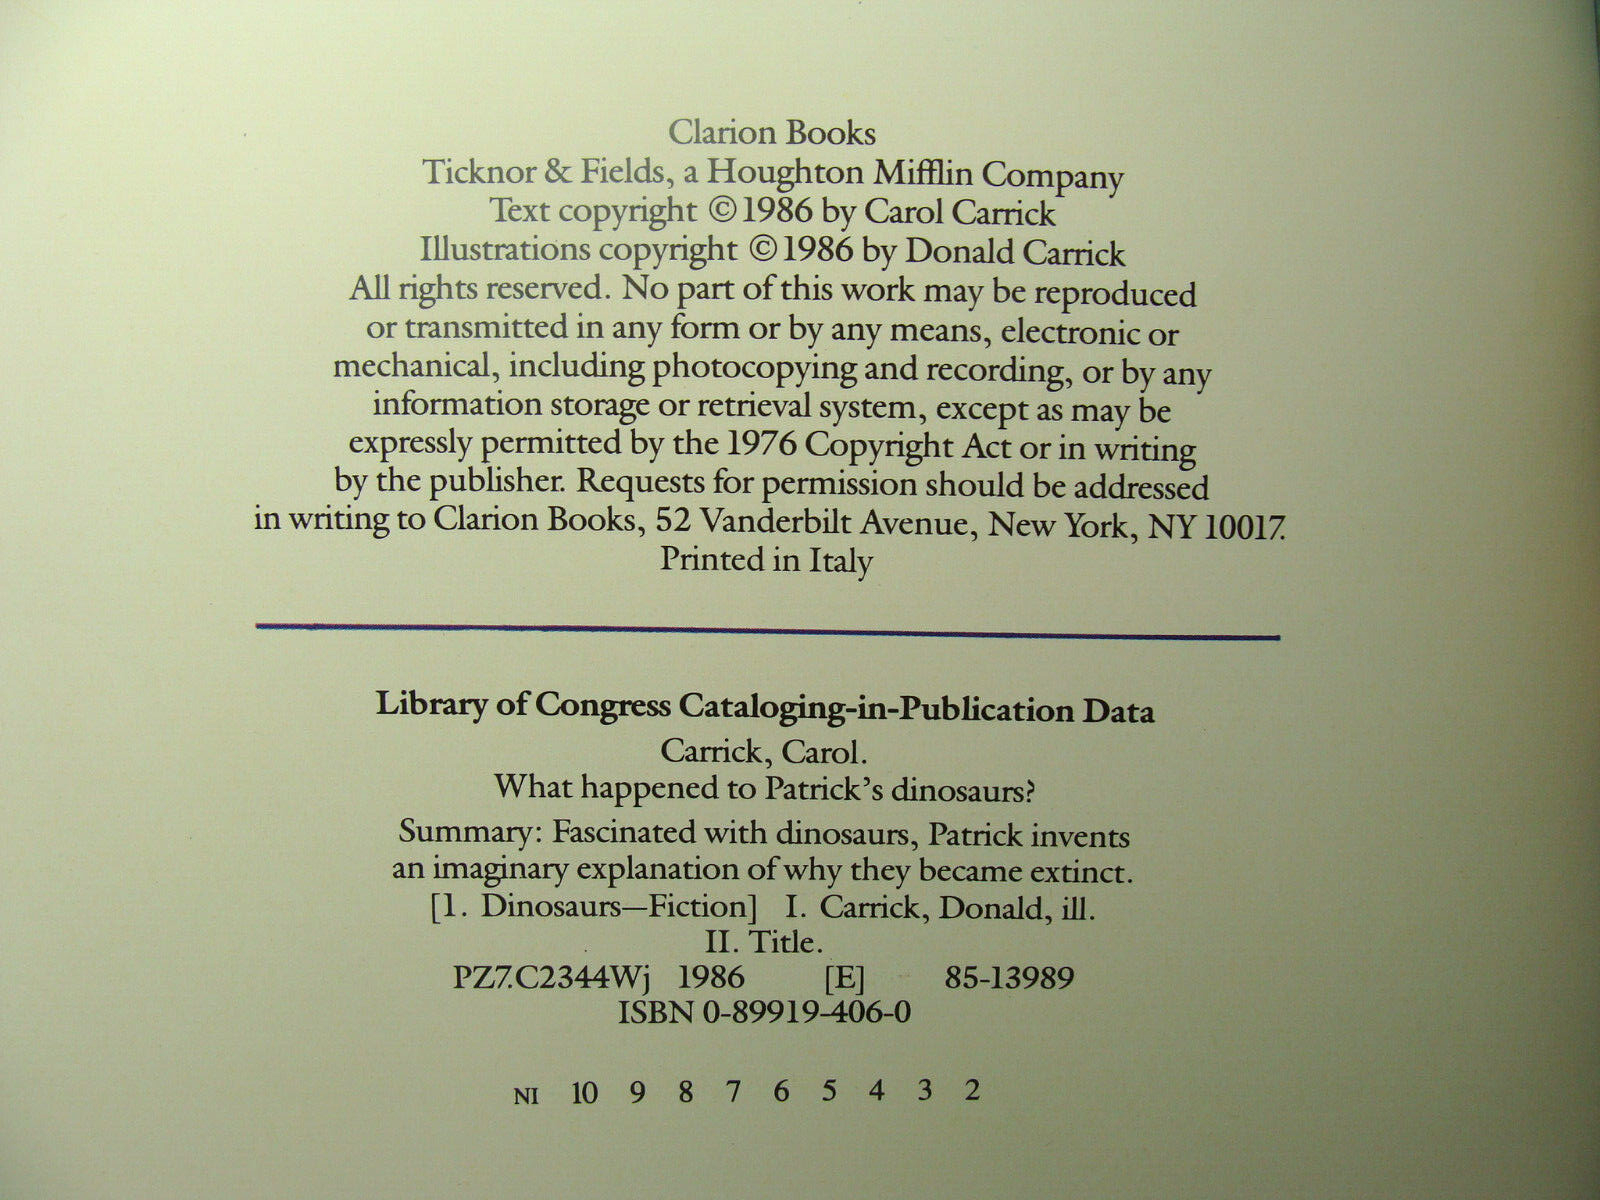 Clarion Books
Ticknor & Fields, a Houghton Mifflin Company
Text copyright © 1986 by Carol Carrick
Illustrations copyright © 1986 by Donald Carrick
All rights reserved. No part of this work may be reproduced
or transmitted in any form or by any means, electronic or
mechanical, including photocopying and recording, or by any
information storage or retrieval system, except as may be
expressly permitted by the 1976 Copyright Act or in writing
by the publisher. Requests for permission should be addressed
in writing to Clarion Books, 52 Vanderbilt Avenue, New York, NY 10017.
Printed in Italy
Library of Congress Cataloging-in-Publication Data
Carrick, Carol.
What happened to Patrick's dinosaurs?
Summary: Fascinated with dinosaurs, Patrick invents
an imaginary explanation of why they became extinct.
[1. Dinosaurs—Fiction] I. Carrick, Donald, ill.
II. Title.
PZ7.C2344Wj 1986 [E] 85-13989
ISBN 0-89919-406-0
NI 10 9 8 7 6 5 4 3 2